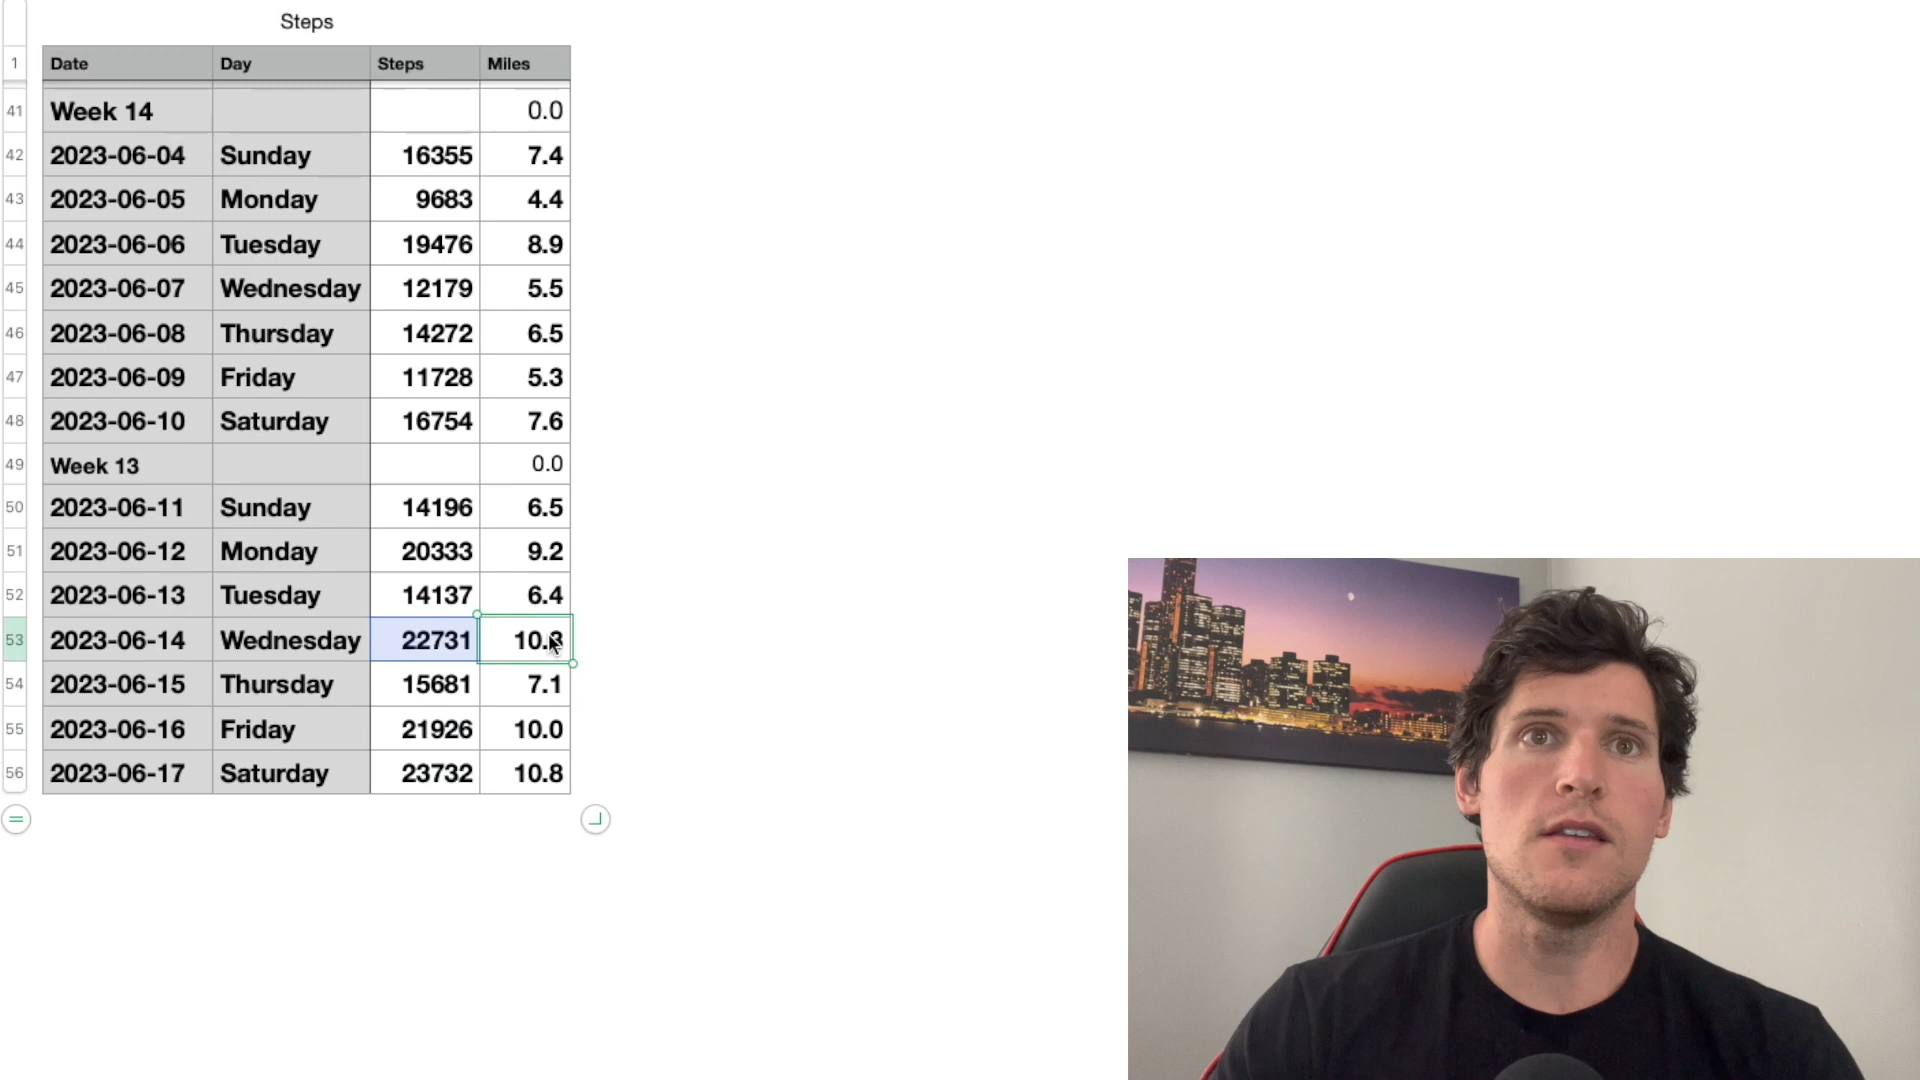 Steps
1 Date Day Steps Miles
41 Week 14 0.0
42 2023-06-04 Sunday 16355 7.4
43 2023-06-05 Monday 9683 4.4
44 2023-06-06 Tuesday 19476 8.9
45 2023-06-07 Wednesday 12179 5.5
46 2023-06-08 Thursday 14272 6.5
47 2023-06-09 Friday 11728 5.3
48 2023-06-10 Saturday 16754 7.6
49 Week 13 0.0
50 2023-06-11 Sunday 14196 6.5
51 2023-06-12 Monday 20333 9.2
52 2023-06-13 Tuesday 14137 6.4
53 2023-06-14 Wednesday 22731 10.3
54 2023-06-15 Thursday 15681 7.1
55 2023-06-16 Friday 21926 10.0
56 2023-06-17 Saturday 23732 10.8